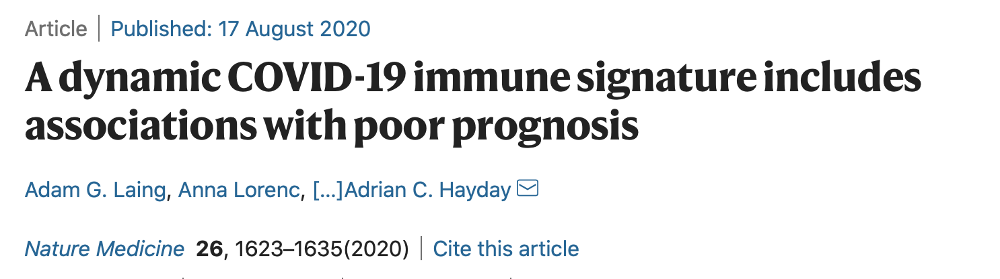 Article | Published: 17 August 2020
A dynamic COVID-19 immune signature includes
associations with poor prognosis
Adam G. Laing, Anna Lorenc, [...]Adrian C. Hayday
Nature Medicine 26, 1623–1635(2020) | Cite this article